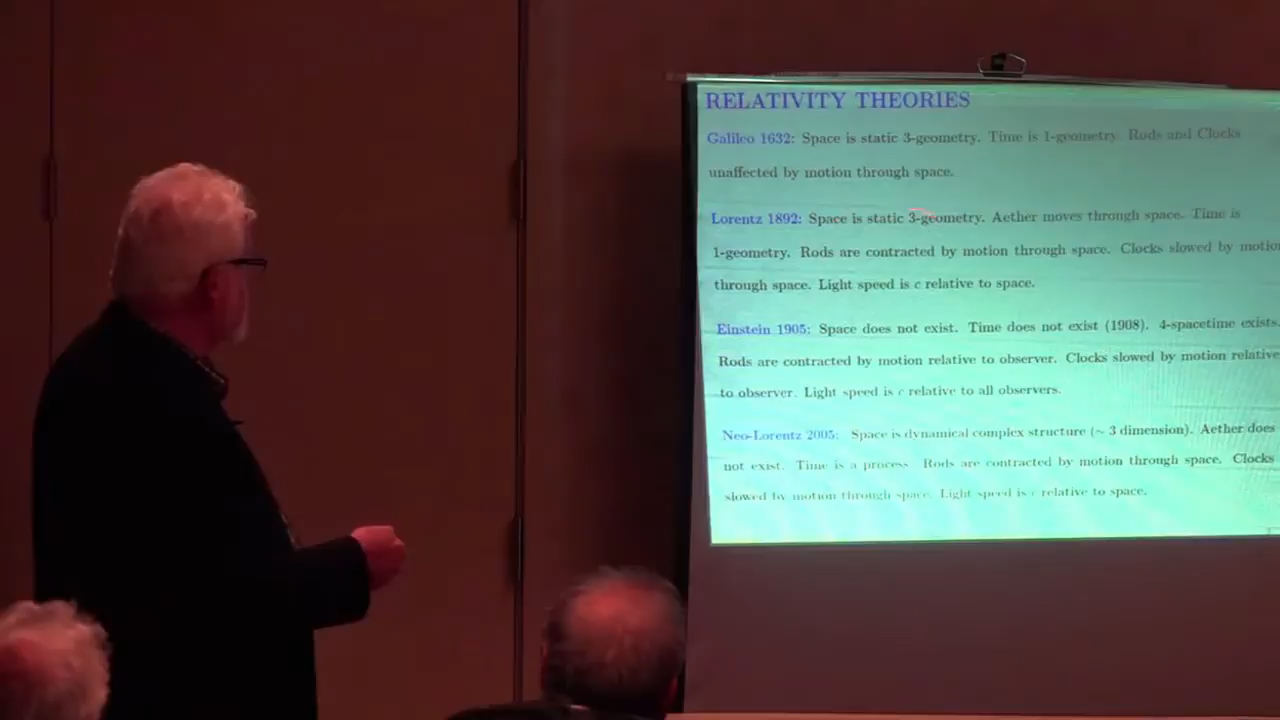 RELATIVITY THEORIES
Galileo 1632: Space is static 3-geometry. Time is 1-geometry. Rods and Clocks
unaffected by motion through space.
Lorentz 1892: Space is static 3-geometry. Aether moves through space. Time is
1-geometry. Rods are contracted by motion through space. Clocks slowed by motion
through space. Light speed is c relative to space.
Einstein 1905: Space does not exist. Time does not exist (1908). 4-spacetime exists.
Rods are contracted by motion relative to observer. Clocks slowed by motion relative
to observer. Light speed is c relative to all observers.
Neo-Lorentz 2005: Space is dynamical complex structure (~ 3 dimension). Aether does
not exist. Time is a process. Rods are contracted by motion through space. Clocks
slowed by motion through space. Light speed is c relative to space.